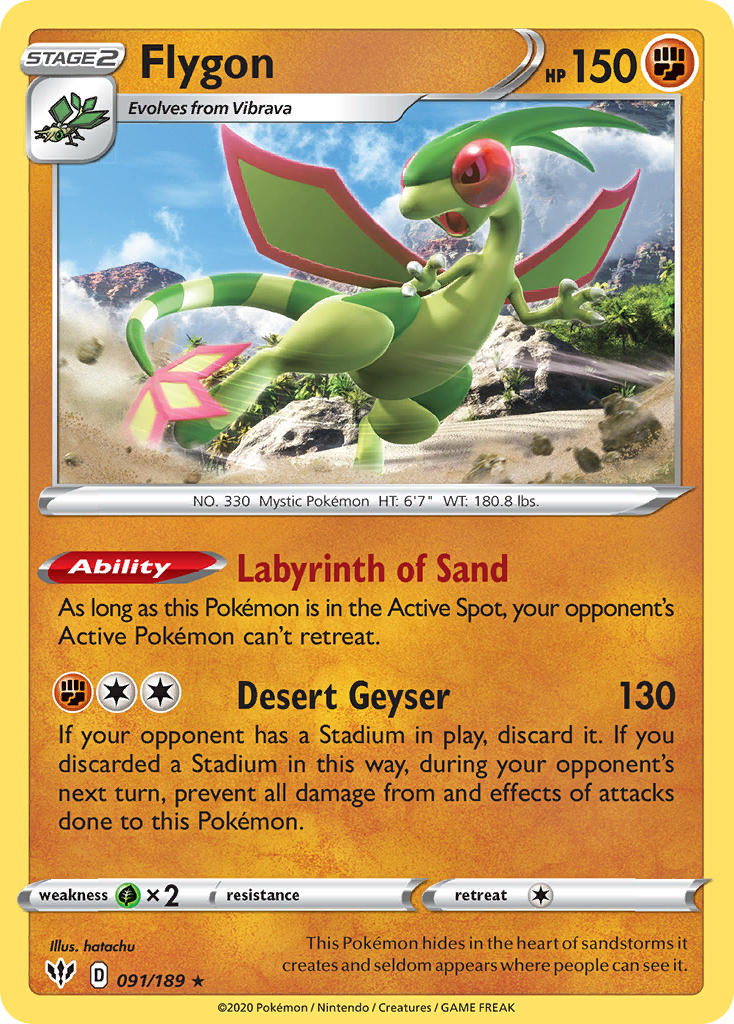 STAGE 2 Flygon HP 150
Evolves from Vibrava
NO. 330 Mystic Pokémon HT: 6'7" WT: 180.8 lbs.
Ability Labyrinth of Sand
As long as this Pokémon is in the Active Spot, your opponent's
Active Pokémon can't retreat.
Desert Geyser 130
If your opponent has a Stadium in play, discard it. If you
discarded a Stadium in this way, during your opponent's
next turn, prevent all damage from and effects of attacks
done to this Pokémon.
weakness ×2 resistance retreat
Illus. hatachu
This Pokémon hides in the heart of sandstorms it
creates and seldom appears where people can see it.
D 091/189 ★
©2020 Pokémon / Nintendo / Creatures / GAME FREAK